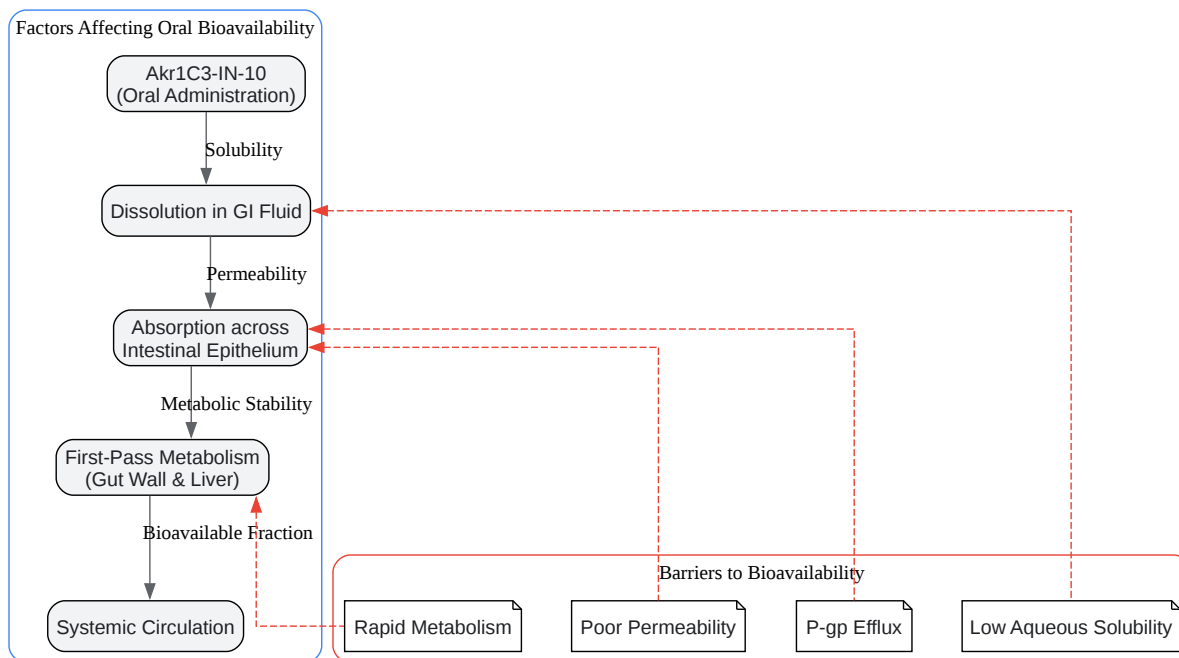 Factors Affecting Oral Bioavailability
Akr1C3-IN-10
(Oral Administration)
Solubility
Dissolution in GI Fluid
Permeability
Absorption across
Intestinal Epithelium
Metabolic Stability
First-Pass Metabolism
(Gut Wall & Liver)
Bioavailable Fraction
Systemic Circulation
Barriers to Bioavailability
Rapid Metabolism
Poor Permeability
P-gp Efflux
Low Aqueous Solubility